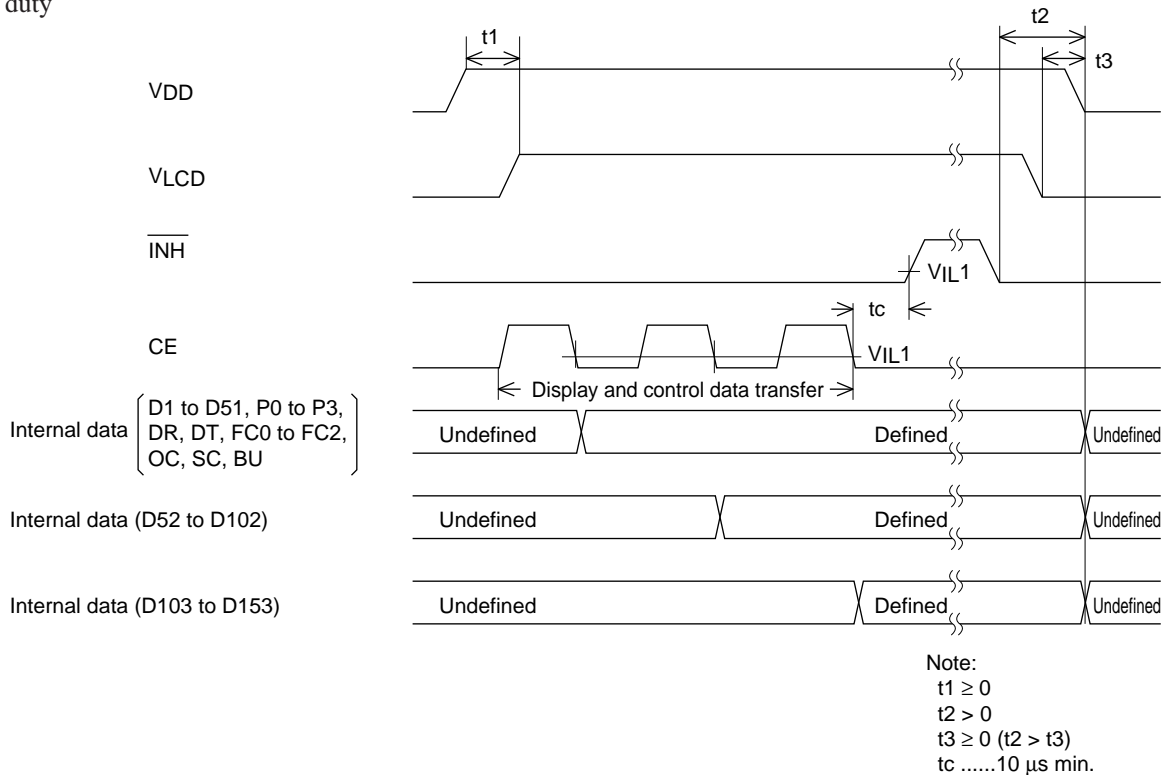 duty
t1
t2
t3
VDD
VLCD
INH
VIL1
tc
CE
VIL1
Display and control data transfer
Internal data
D1 to D51, P0 to P3,
DR, DT, FC0 to FC2,
OC, SC, BU
Undefined
Defined
Undefined
Internal data (D52 to D102)
Undefined
Defined
Undefined
Internal data (D103 to D153)
Undefined
Defined
Undefined
Note:
t1 ≥ 0
t2 > 0
t3 ≥ 0 (t2 > t3)
tc ......10 μs min.